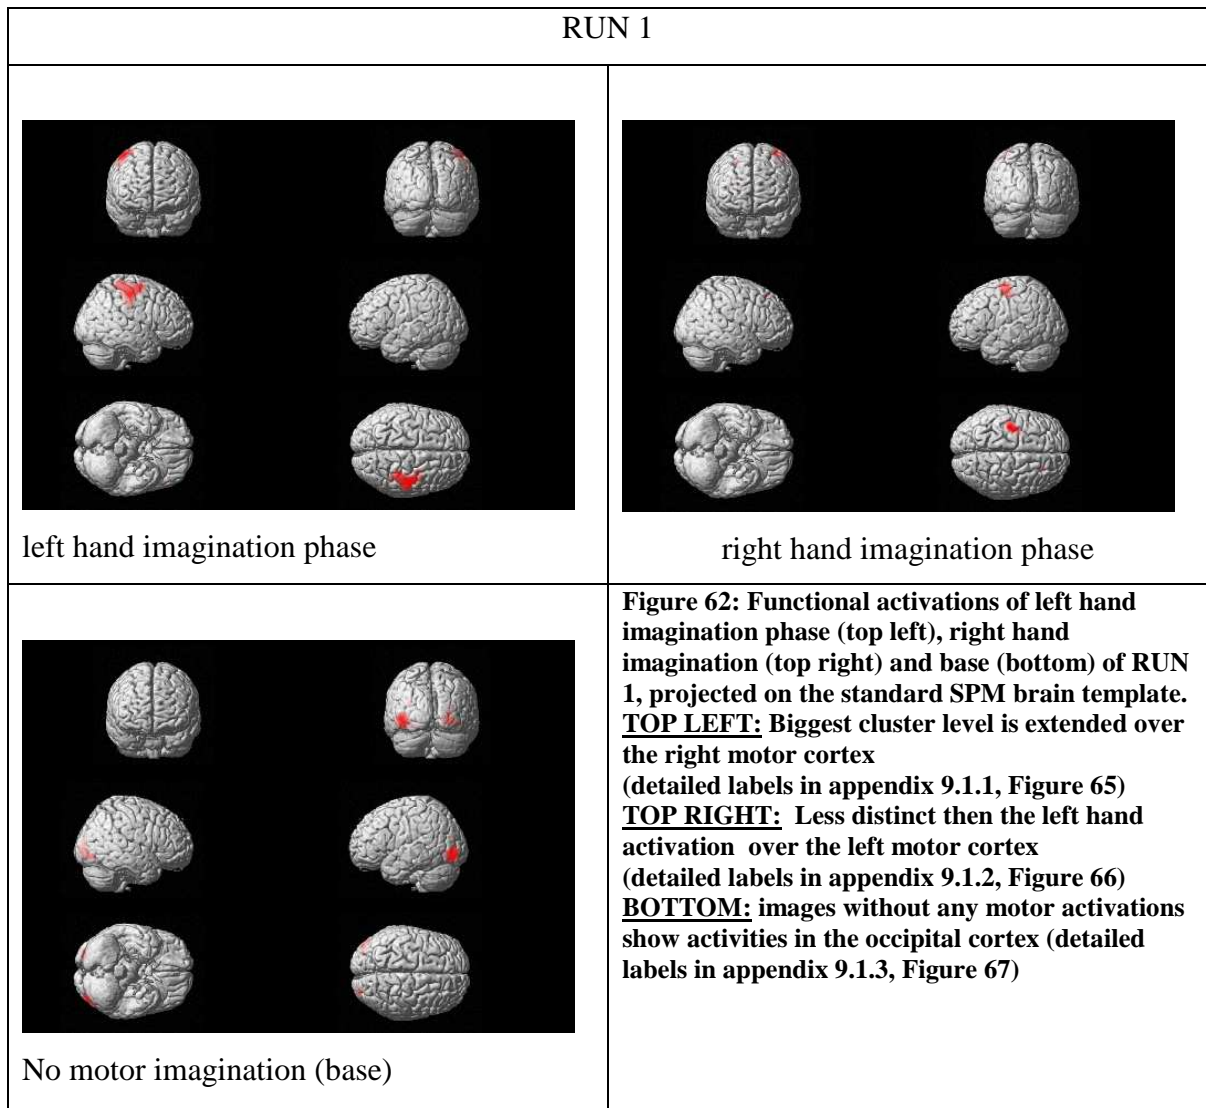 RUN 1
left hand imagination phase
right hand imagination phase
No motor imagination (base)
Figure 62: Functional activations of left hand
imagination phase (top left), right hand
imagination (top right) and base (bottom) of RUN
1, projected on the standard SPM brain template.
TOP LEFT: Biggest cluster level is extended over
the right motor cortex
(detailed labels in appendix 9.1.1, Figure 65)
TOP RIGHT: Less distinct then the left hand
activation over the left motor cortex
(detailed labels in appendix 9.1.2, Figure 66)
BOTTOM: images without any motor activations
show activities in the occipital cortex (detailed
labels in appendix 9.1.3, Figure 67)